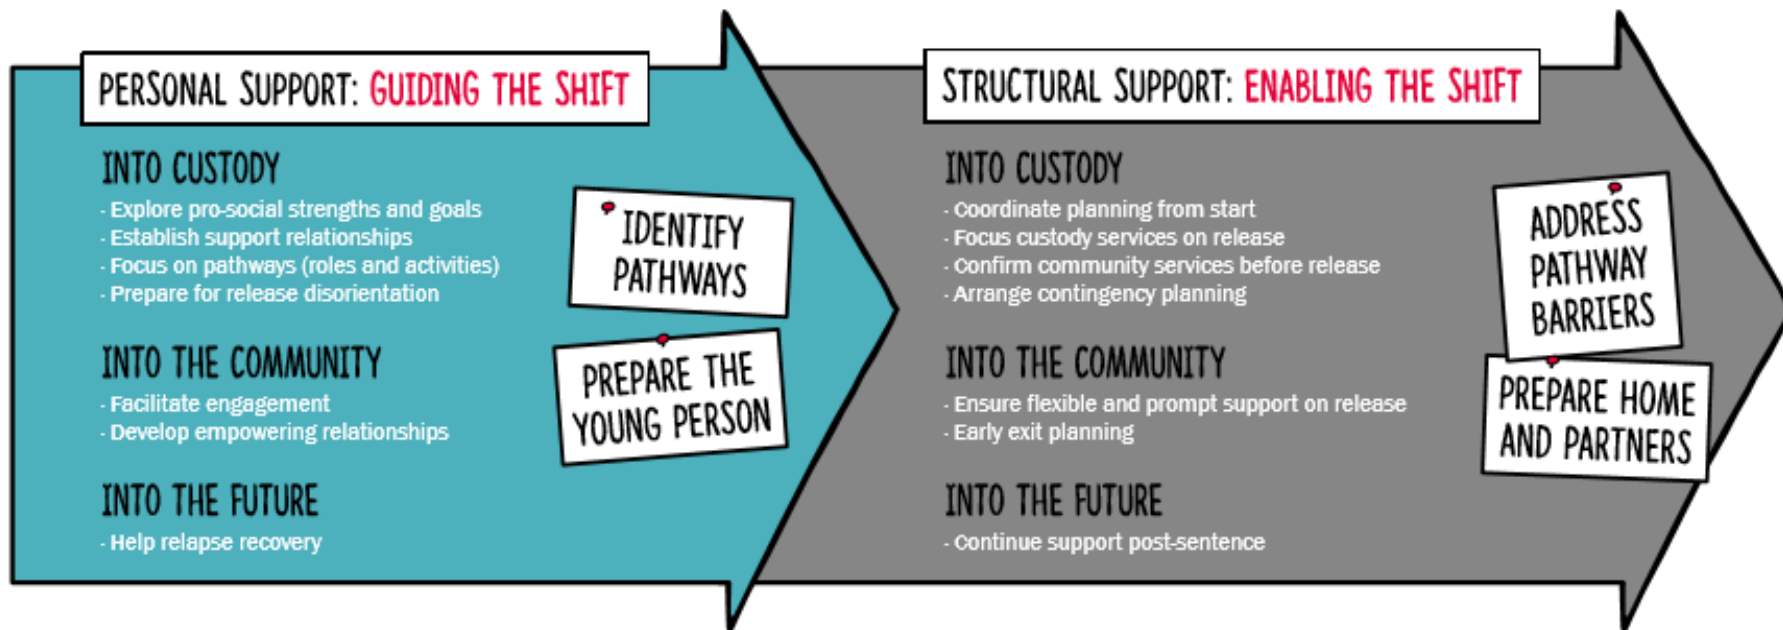 PERSONAL SUPPORT: GUIDING THE SHIFT
INTO CUSTODY
- Explore pro-social strengths and goals
- Establish support relationships
- Focus on pathways (roles and activities)
- Prepare for release disorientation
INTO THE COMMUNITY
- Facilitate engagement
- Develop empowering relationships
INTO THE FUTURE
- Help relapse recovery
IDENTIFY
PATHWAYS
PREPARE THE
YOUNG PERSON
STRUCTURAL SUPPORT: ENABLING THE SHIFT
INTO CUSTODY
- Coordinate planning from start
- Focus custody services on release
- Confirm community services before release
- Arrange contingency planning
INTO THE COMMUNITY
- Ensure flexible and prompt support on release
- Early exit planning
INTO THE FUTURE
- Continue support post-sentence
ADDRESS
PATHWAY
BARRIERS
PREPARE HOME
AND PARTNERS